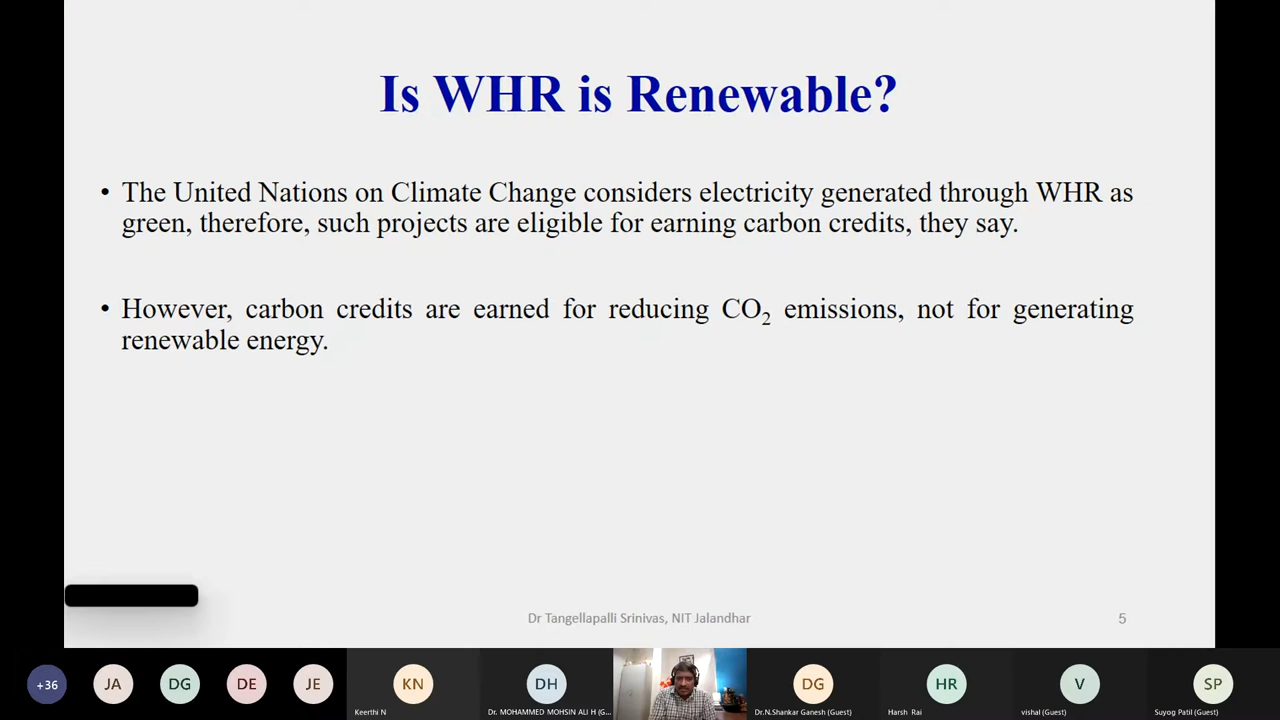 Is WHR is Renewable?
• The United Nations on Climate Change considers electricity generated through WHR as
green, therefore, such projects are eligible for earning carbon credits, they say.
• However, carbon credits are earned for reducing CO₂ emissions, not for generating
renewable energy.
Dr Tangellapalli Srinivas, NIT Jalandhar
5
+36
JA
DG
DE
JE
KN
Keerthi N
DH
Dr. MOHAMMED MOHSIN ALI H (G...
DG
Dr.N.Shankar Ganesh (Guest)
HR
Harsh Rai
V
vishal (Guest)
SP
Suyog Patil (Guest)